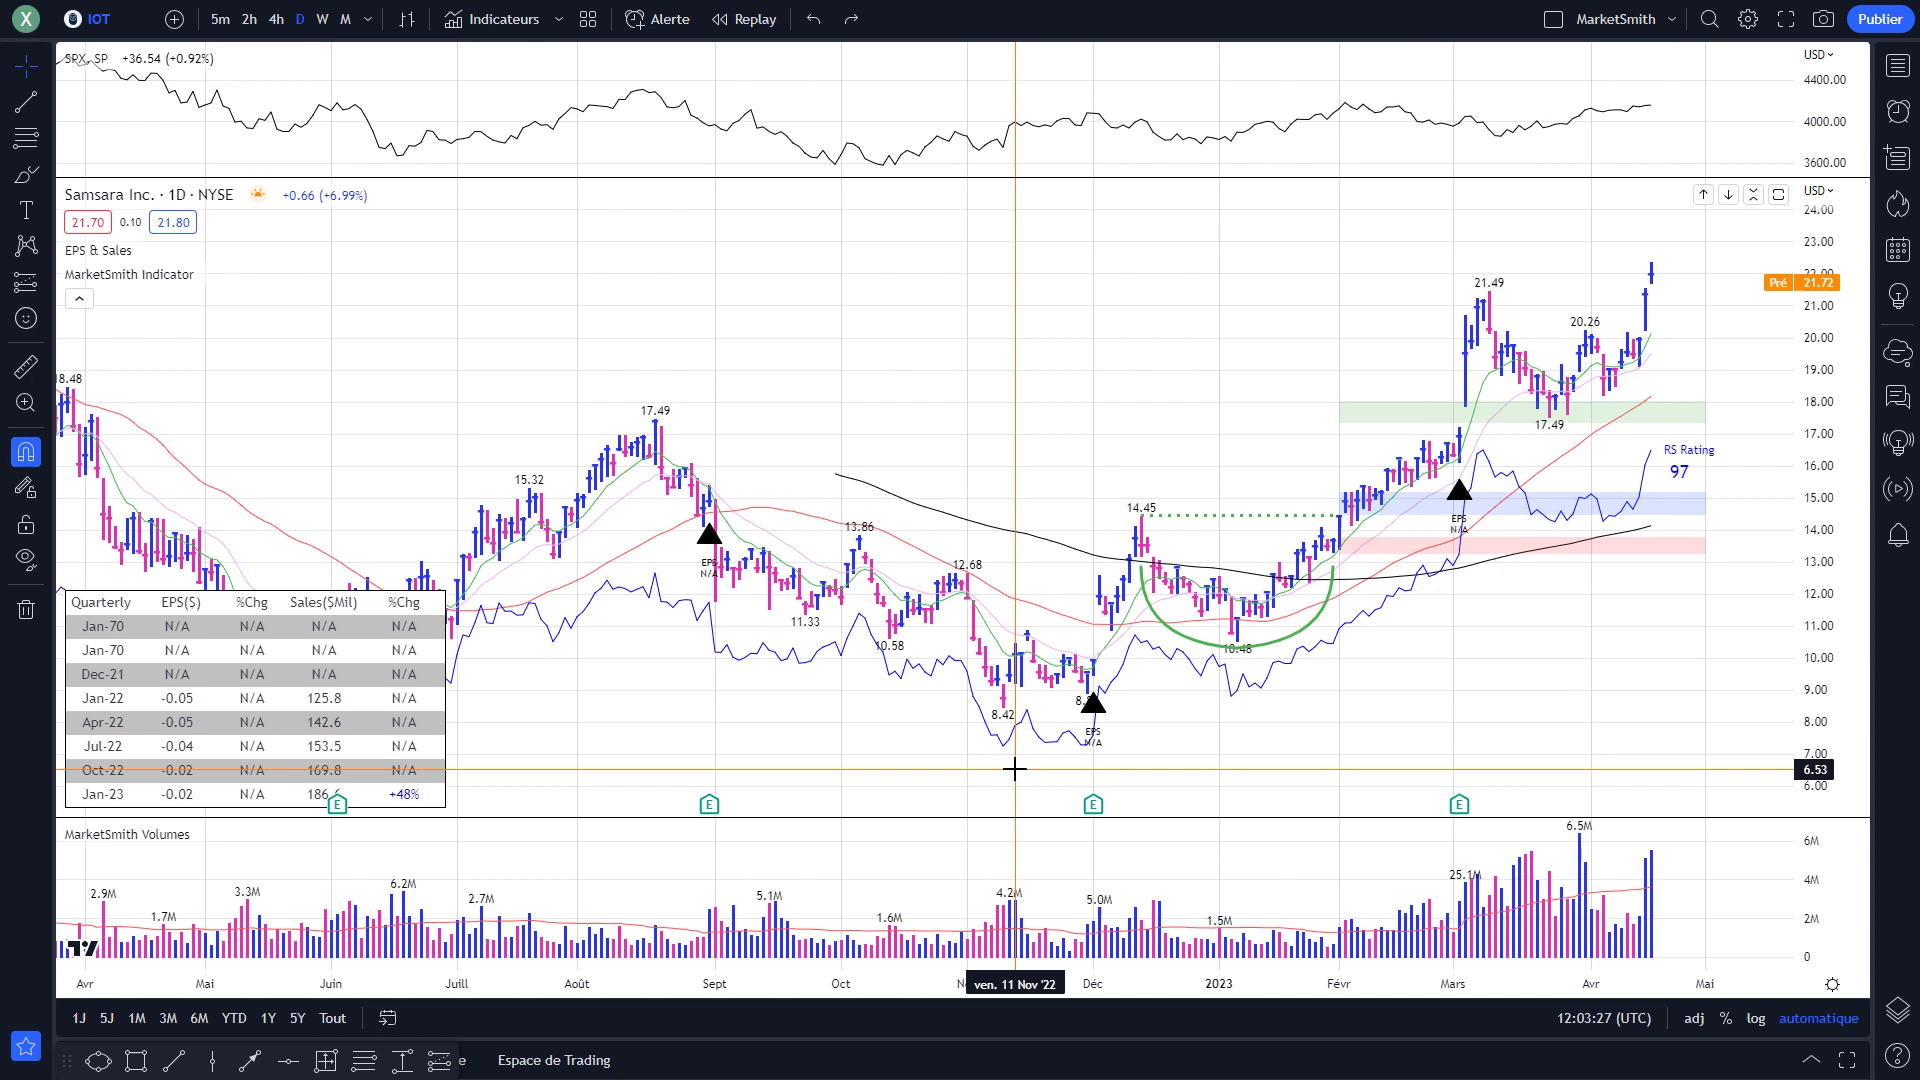 X IOT 5m 2h 4h D W M Indicateurs Alerte Replay MarketSmith Publier
SPX, SP +36.54 (+0.92%)
USD
4400.00
4000.00
3600.00
Samsara Inc. · 1D · NYSE +0.66 (+6.99%)
21.70 0.10 21.80
EPS & Sales
MarketSmith Indicator
USD
24.00
23.00
22.00
Pré 21.72
21.00
20.00
19.00
18.00
17.00
16.00
15.00
14.00
13.00
12.00
11.00
10.00
9.00
8.00
7.00
6.53
6.00
18.48
15.32
17.49
EPS
N/A
11.33
13.86
10.58
12.68
8.42
EPS
N/A
14.45
10.48
EPS
N/A
21.49
17.49
20.26
RS Rating
97
Quarterly EPS($) %Chg Sales($Mil) %Chg
Jan-70 N/A N/A N/A N/A
Jan-70 N/A N/A N/A N/A
Dec-21 N/A N/A N/A N/A
Jan-22 -0.05 N/A 125.8 N/A
Apr-22 -0.05 N/A 142.6 N/A
Jul-22 -0.04 N/A 153.5 N/A
Oct-22 -0.02 N/A 169.8 N/A
Jan-23 -0.02 N/A 186.6 +48%
E E E E
MarketSmith Volumes
2.9M 1.7M 3.3M 6.2M 2.7M 5.1M 1.6M 4.2M 5.0M 1.5M 25.1M 6.5M
6M
4M
2M
0
Avr Mai Juin Juill Août Sept Oct ven. 11 Nov '22 Déc 2023 Févr Mars Avr Mai
1J 5J 1M 3M 6M YTD 1Y 5Y Tout 12:03:27 (UTC) adj % log automatique
Espace de Trading